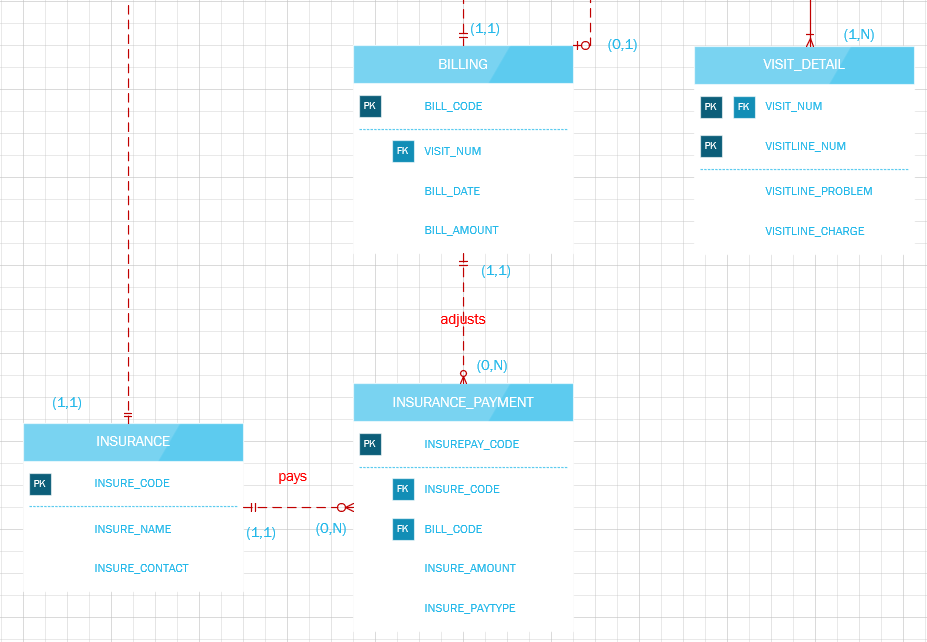 (1,1)
(0,1)
(1,N)
BILLING
PK BILL_CODE
FK VISIT_NUM
BILL_DATE
BILL_AMOUNT
VISIT_DETAIL
PK FK VISIT_NUM
PK VISITLINE_NUM
VISITLINE_PROBLEM
VISITLINE_CHARGE
(1,1)
adjusts
(0,N)
(1,1)
INSURANCE
PK INSURE_CODE
INSURE_NAME
INSURE_CONTACT
pays
(1,1)
(0,N)
INSURANCE_PAYMENT
PK INSUREPAY_CODE
FK INSURE_CODE
FK BILL_CODE
INSURE_AMOUNT
INSURE_PAYTYPE